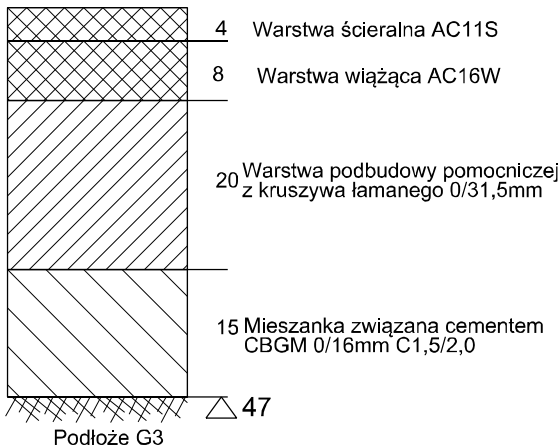 4 Warstwa ścieralna AC11S
8 Warstwa wiążąca AC16W
20 Warstwa podbudowy pomocniczej
z kruszywa łamanego 0/31,5mm
15 Mieszanka związana cementem
CBGM 0/16mm C1,5/2,0
47
Podłoże G3